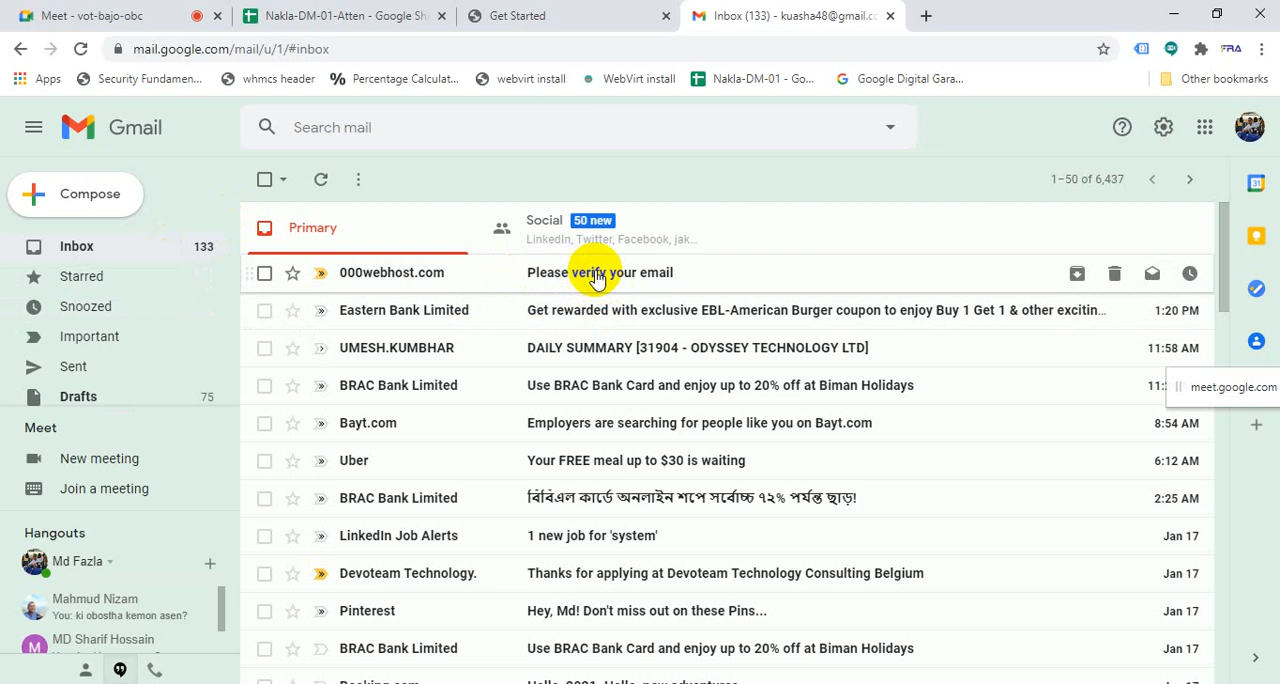 Meet - vot-bajo-obc
Nakla-DM-01-Atten - Google She
Get Started
Inbox (133) - kuasha48@gmail.co
mail.google.com/mail/u/1/#inbox
Apps
Security Fundamen...
whmcs header
Percentage Calculat...
webvirt install
WebVirt install
Nakla-DM-01 - Go...
Google Digital Gara...
Other bookmarks
Gmail
Search mail
Compose
1–50 of 6,437
Primary
Social 50 new
LinkedIn, Twitter, Facebook, jak...
Inbox 133
Starred
Snoozed
Important
Sent
Drafts 75
Meet
New meeting
Join a meeting
Hangouts
Md Fazla
Mahmud Nizam
You: ki obostha kemon asen?
MD Sharif Hossain
000webhost.com Please verify your email
Eastern Bank Limited Get rewarded with exclusive EBL-American Burger coupon to enjoy Buy 1 Get 1 & other excitin... 1:20 PM
UMESH.KUMBHAR DAILY SUMMARY [31904 - ODYSSEY TECHNOLOGY LTD] 11:58 AM
BRAC Bank Limited Use BRAC Bank Card and enjoy up to 20% off at Biman Holidays
Bayt.com Employers are searching for people like you on Bayt.com 8:54 AM
Uber Your FREE meal up to $30 is waiting 6:12 AM
BRAC Bank Limited বিবিএল কার্ডে অনলাইন শপে সর্বোচ্চ ৭২% পর্যন্ত ছাড়! 2:25 AM
LinkedIn Job Alerts 1 new job for 'system' Jan 17
Devoteam Technology. Thanks for applying at Devoteam Technology Consulting Belgium Jan 17
Pinterest Hey, Md! Don't miss out on these Pins... Jan 17
BRAC Bank Limited Use BRAC Bank Card and enjoy up to 20% off at Biman Holidays Jan 17
meet.google.com